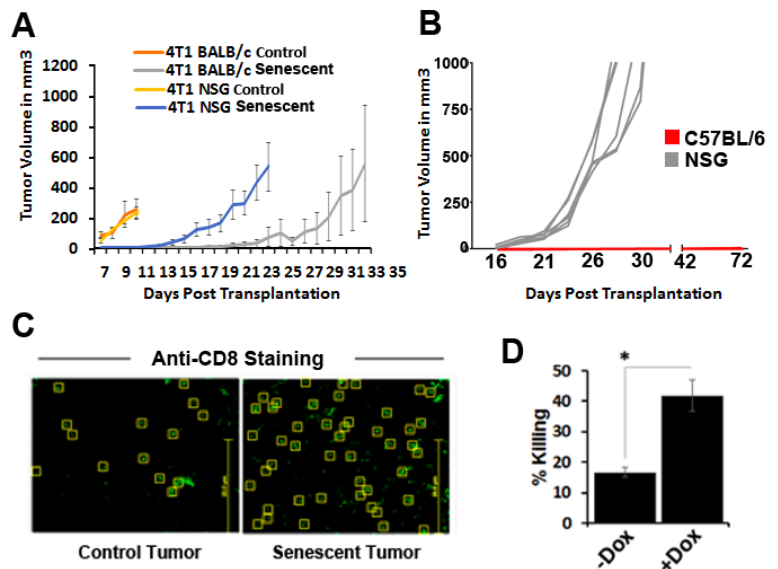 A
4T1 BALB/c Control
4T1 BALB/c Senescent
4T1 NSG Control
4T1 NSG Senescent
Tumor Volume in mm3
1200
1000
800
600
400
200
0
7 9 11 13 15 17 19 21 23 25 27 29 31 33 35
Days Post Transplantation
B
Tumor Volume in mm3
1000
500
0
C57BL/6
NSG
16 21 26 30 42 72
Days Post Transplantation
C
Anti-CD8 Staining
Control Tumor
Senescent Tumor
D
*
% Killing
50
40
30
20
10
0
-Dox
+Dox